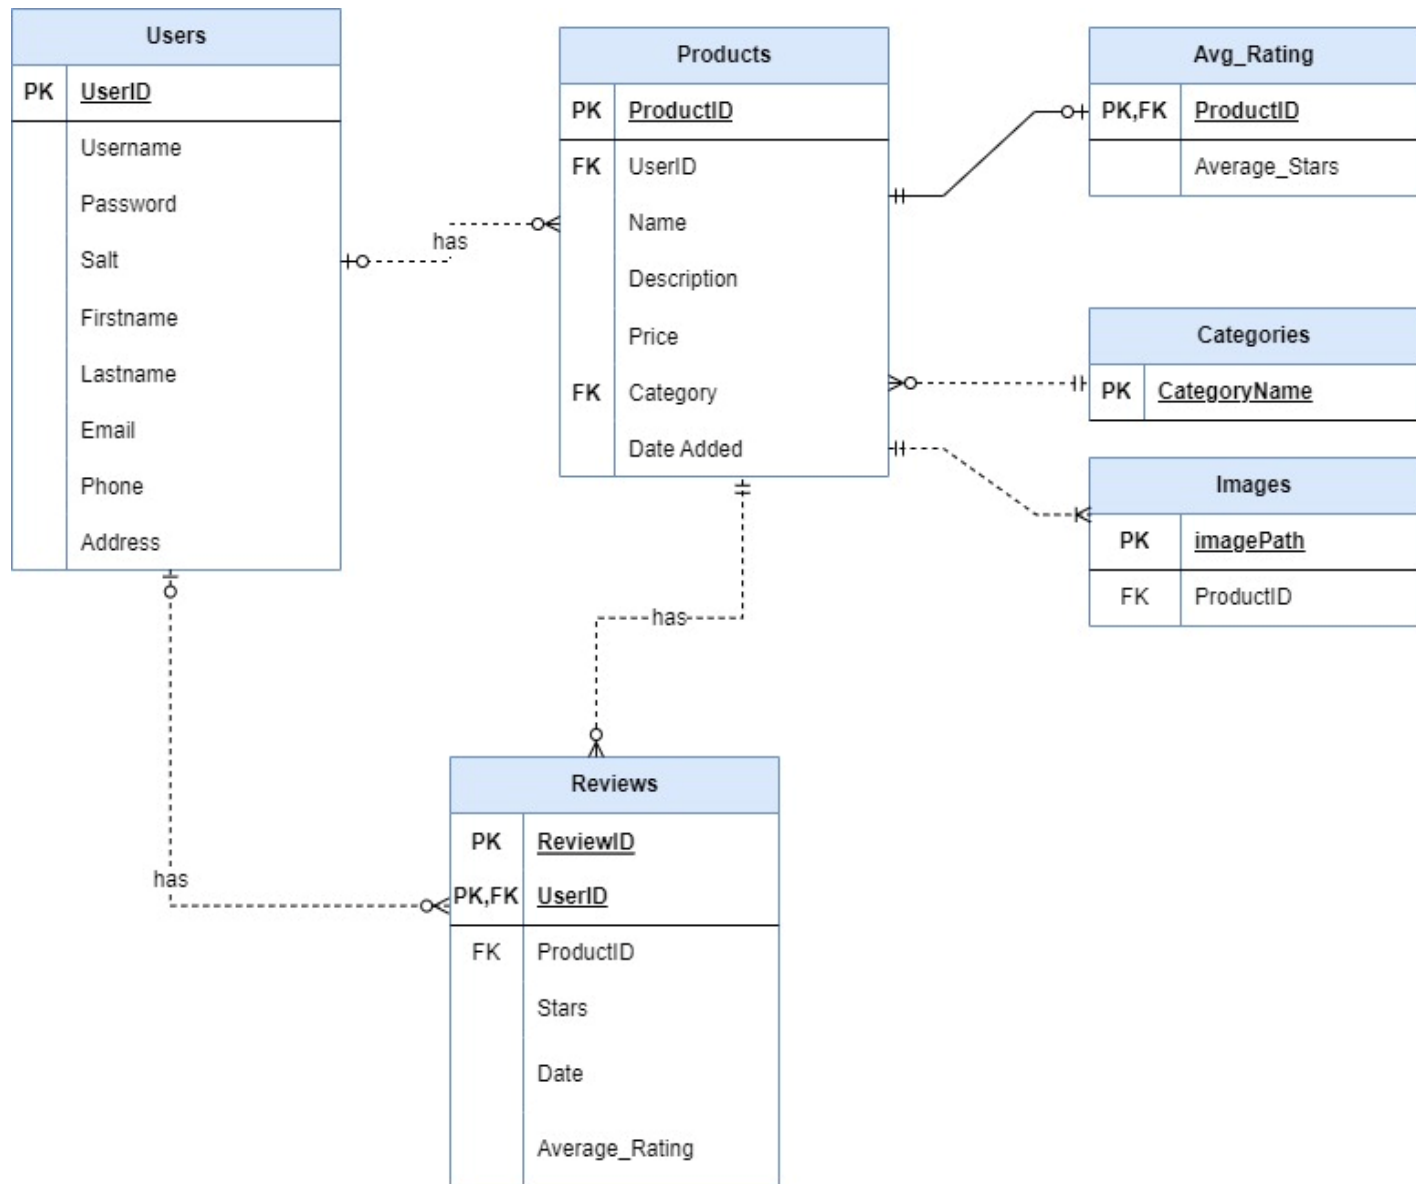 Users
PK UserID
Username
Password
Salt
Firstname
Lastname
Email
Phone
Address
has
Products
PK ProductID
FK UserID
Name
Description
Price
FK Category
Date Added
Avg_Rating
PK,FK ProductID
Average_Stars
Categories
PK CategoryName
Images
PK imagePath
FK ProductID
has
has
Reviews
PK ReviewID
PK,FK UserID
FK ProductID
Stars
Date
Average_Rating